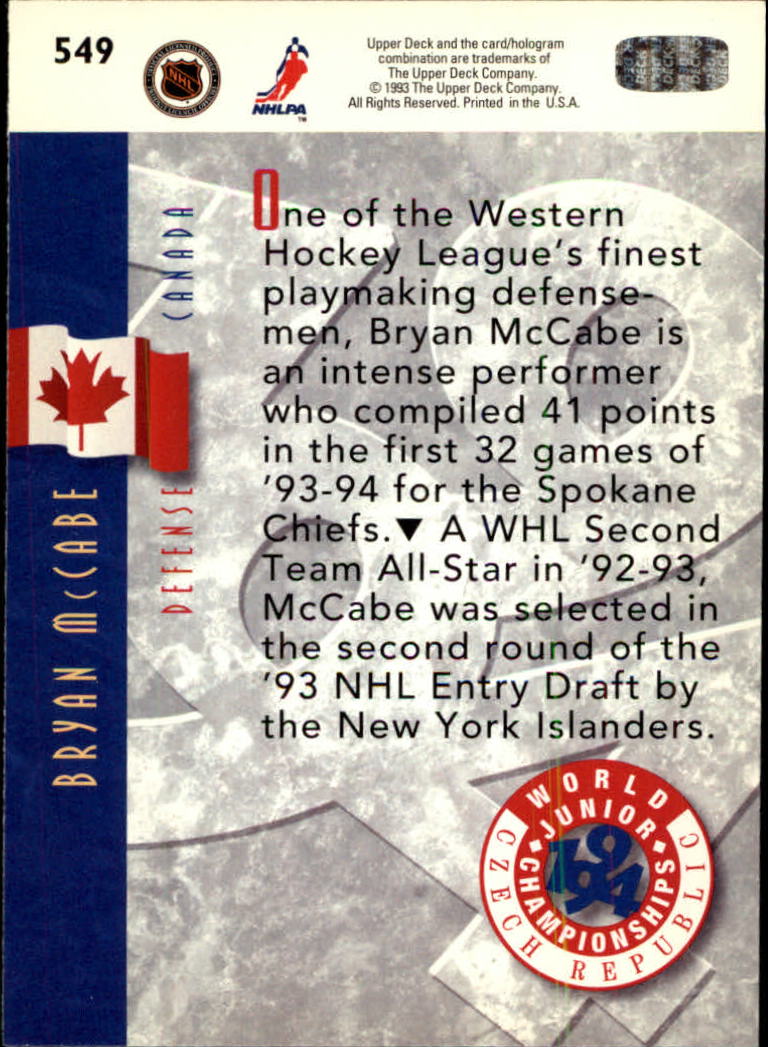 549
NHL
NHLPA
TM
Upper Deck and the card/hologram
combination are trademarks of
The Upper Deck Company.
© 1993 The Upper Deck Company.
All Rights Reserved. Printed in the U.S.A.
CANADA
DEFENSE
BRYAN McCABE
One of the Western
Hockey League's finest
playmaking defense-
men, Bryan McCabe is
an intense performer
who compiled 41 points
in the first 32 games of
'93-94 for the Spokane
Chiefs.▼ A WHL Second
Team All-Star in '92-93,
McCabe was selected in
the second round of the
'93 NHL Entry Draft by
the New York Islanders.
WORLD
JUNIOR
CHAMPIONSHIPS
1994
CZECH REPUBLIC